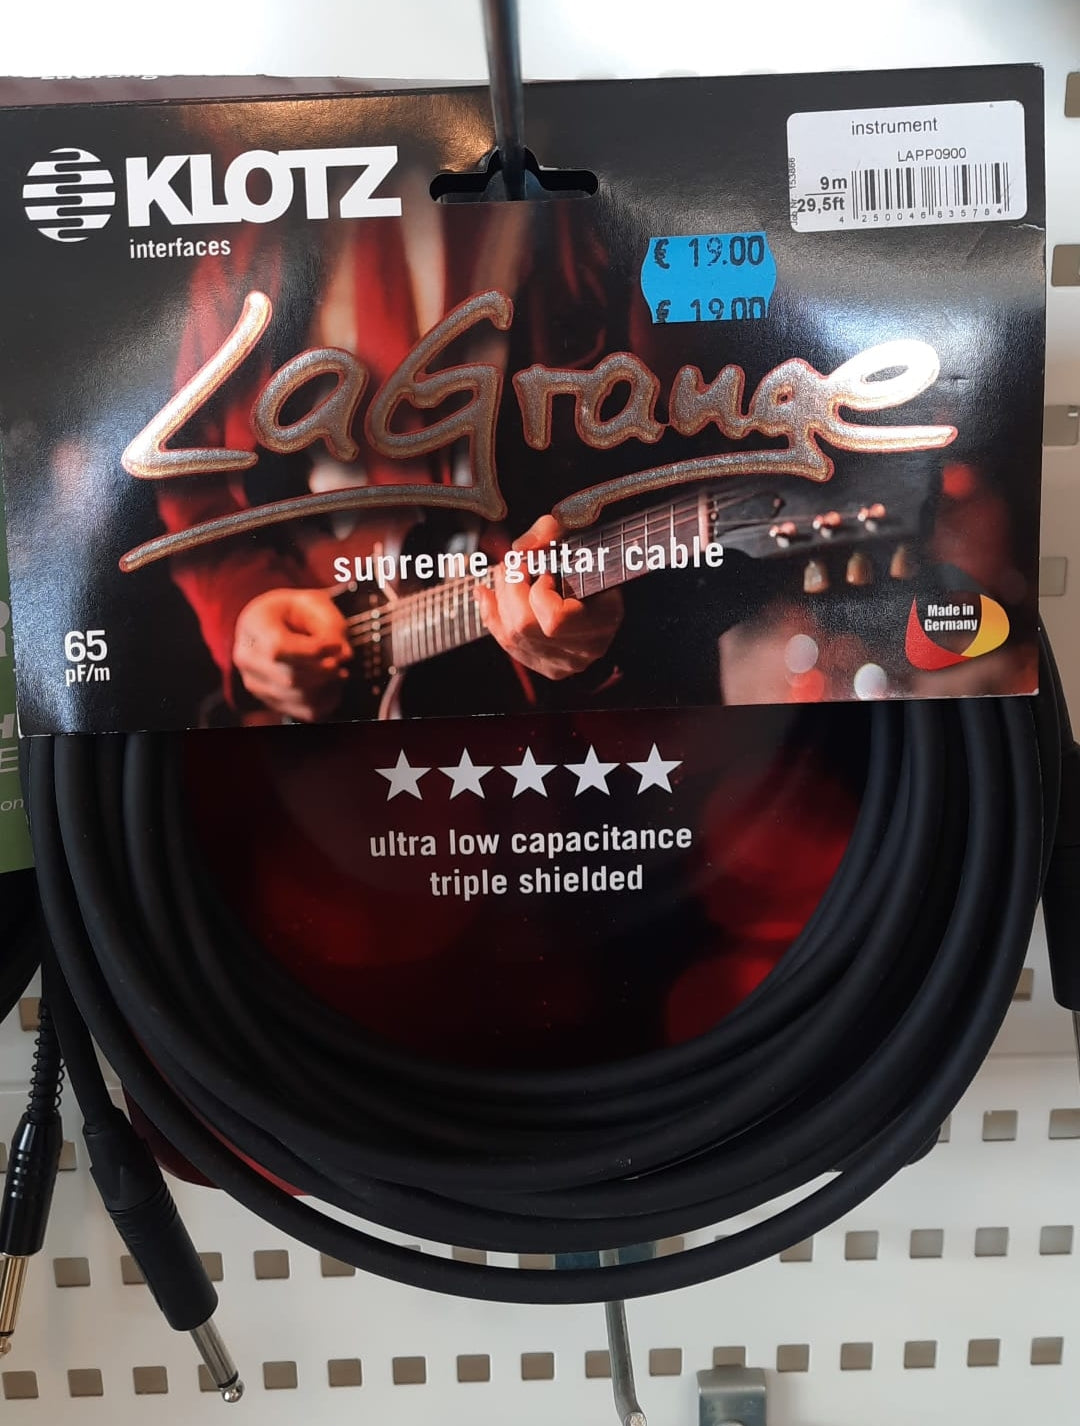 KLOTZ
interfaces
instrument
LAPP0900
9m
29,5ft
4 250046 835784
€ 19.00
€ 19.00
LaGrange
supreme guitar cable
65
pF/m
Made in
Germany
★★★★★
ultra low capacitance
triple shielded